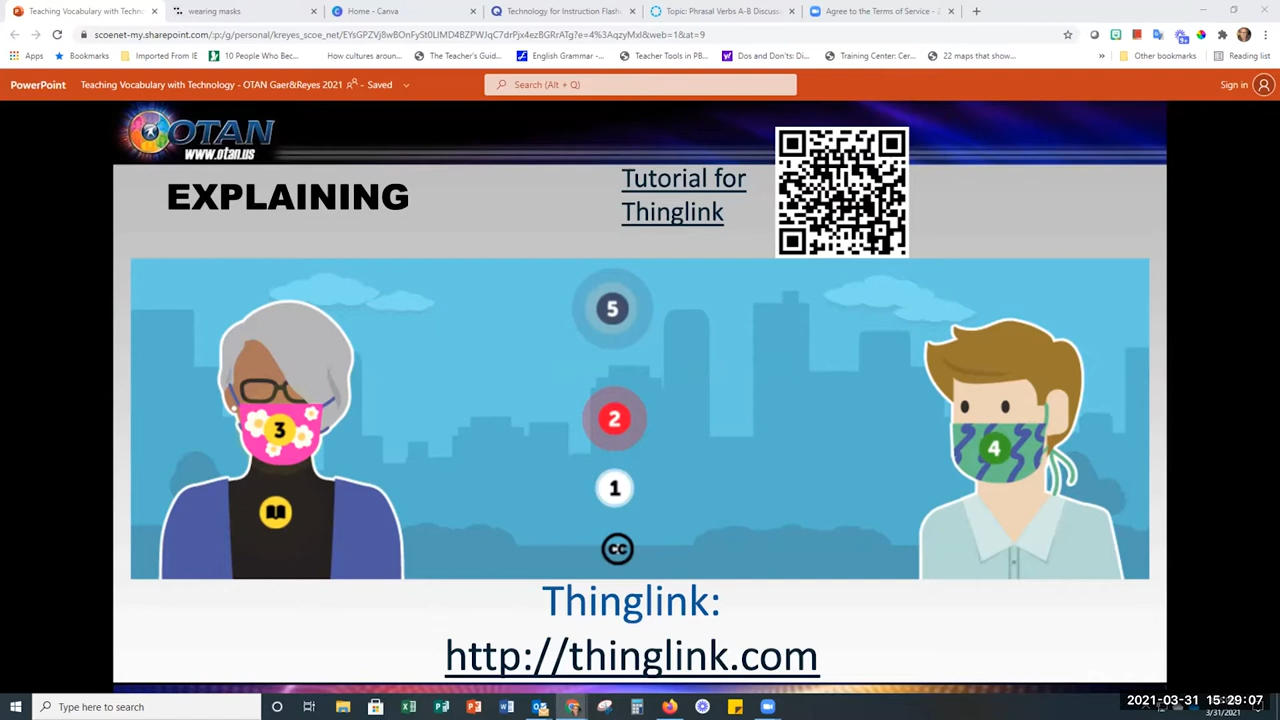 Teaching Vocabulary with Techno
wearing masks
Home - Canva
Technology for Instruction Flash
Topic: Phrasal Verbs A-B Discuss
Agree to the Terms of Service - Z
Apps
Bookmarks
Imported From IE
10 People Who Bec...
How cultures aroun...
The Teacher's Guid...
English Grammar -...
Teacher Tools in PB...
Dos and Don'ts: Di...
Training Center: Cer...
22 maps that show...
Other bookmarks
Reading list
PowerPoint
Teaching Vocabulary with Technology - OTAN Gaer&Reyes 2021
- Saved
Search (Alt + Q)
Sign in
OTAN
www.otan.us
EXPLAINING
Tutorial for
Thinglink
5
2
3
4
1
cc
Thinglink:
http://thinglink.com
Type here to search
2021-03-31 15:29:07
3/31/2021